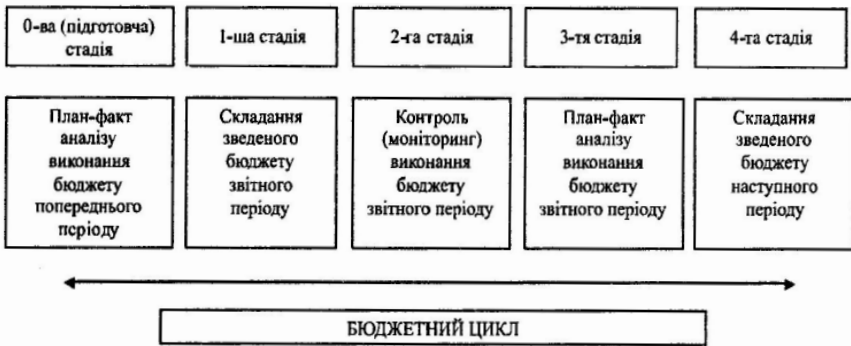 0-ва (підготовча)
стадія
1-ша стадія
2-га стадія
3-тя стадія
4-та стадія
План-факт
аналізу
виконання
бюджету
попереднього
періоду
Складання
зведеного
бюджету
звітного
періоду
Контроль
(моніторинг)
виконання
бюджету
звітного періоду
План-факт
аналізу
виконання
бюджету
звітного періоду
Складання
зведеного
бюджету
наступного
періоду
БЮДЖЕТНИЙ ЦИКЛ